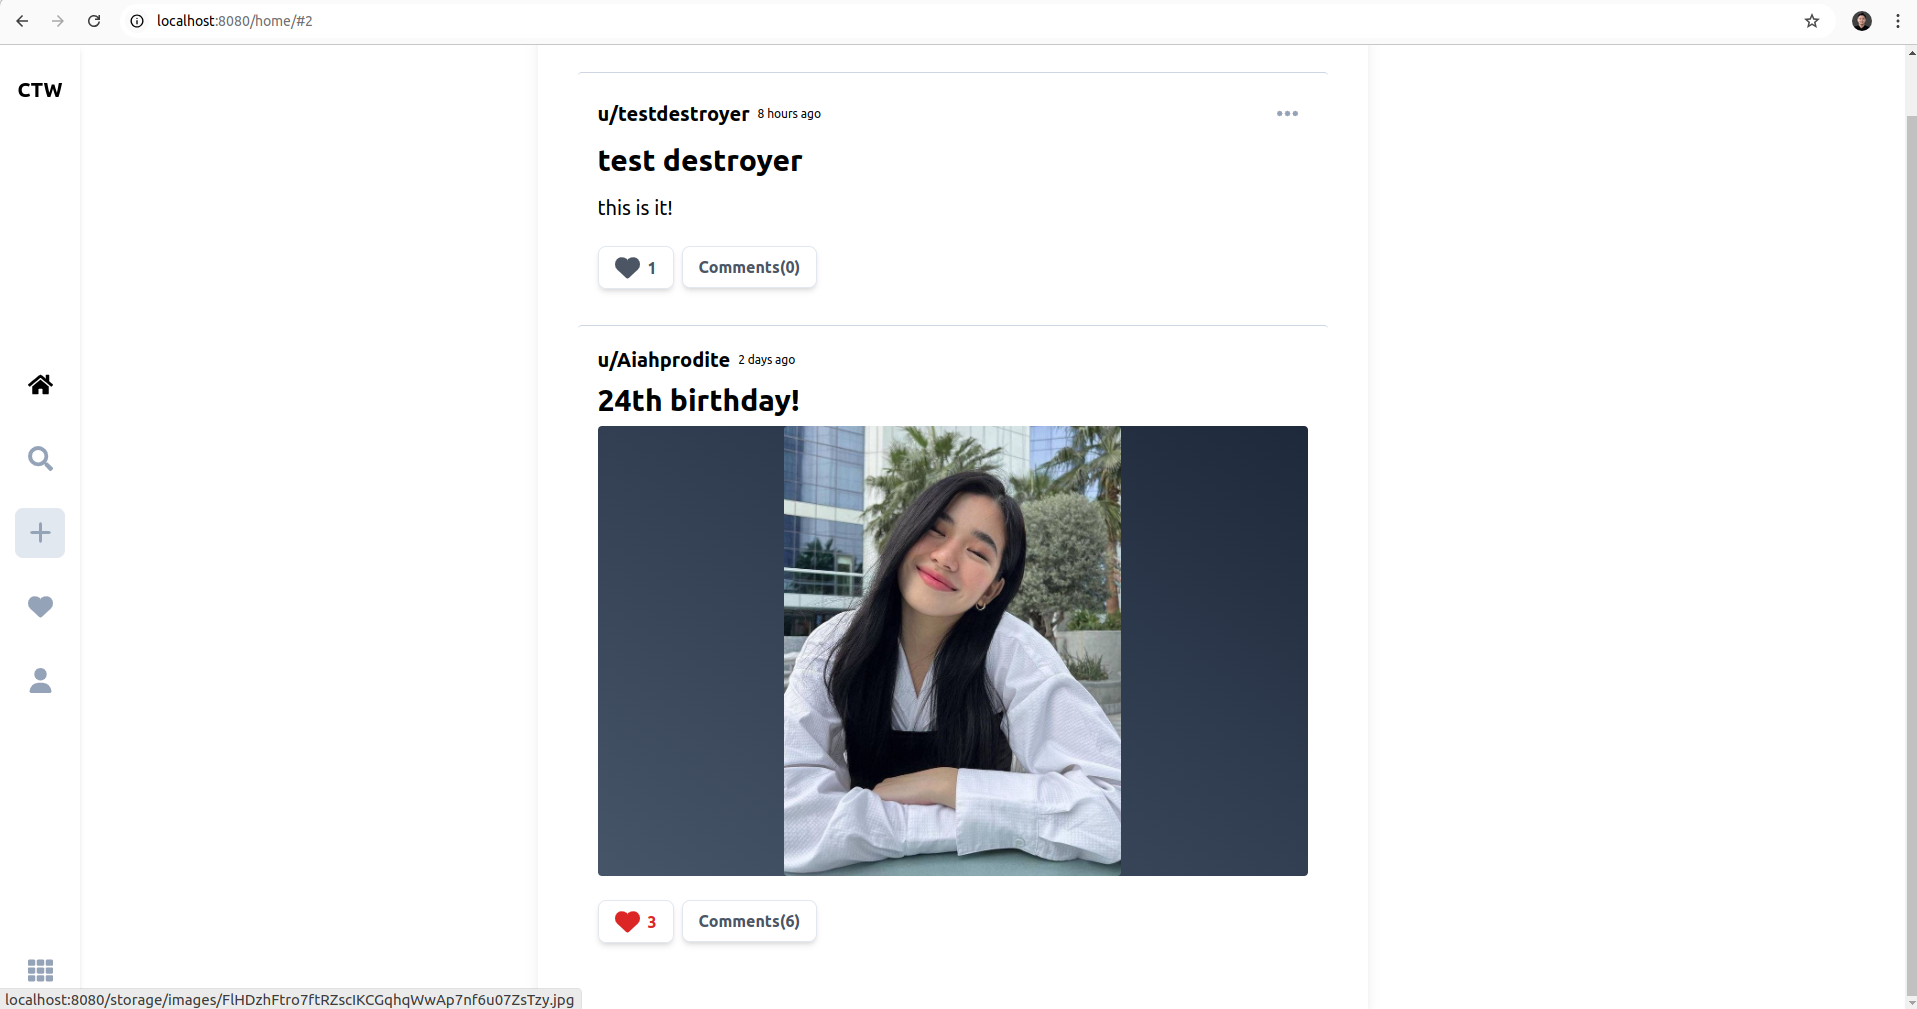 localhost:8080/home/#2
CTW
u/testdestroyer 8 hours ago
test destroyer
this is it!
1 Comments(0)
u/Aiahprodite 2 days ago
24th birthday!
3 Comments(6)
localhost:8080/storage/images/FlHDzhFtro7ftRZscIKCGqhqWwAp7nf6u07ZsTzy.jpg